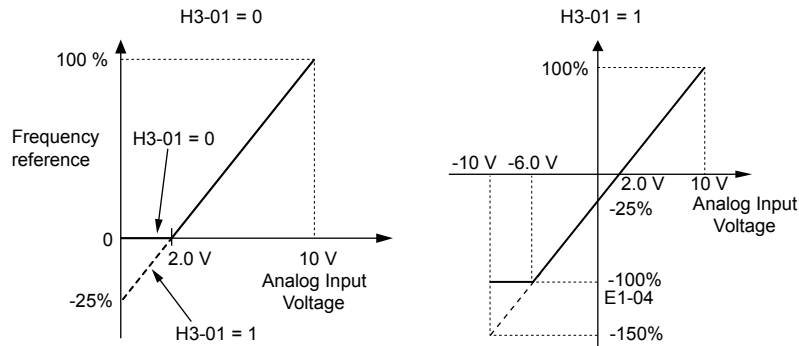 H3-01 = 0
100 %
Frequency
reference
H3-01 = 0
0
2.0 V
10 V
Analog Input
Voltage
-25%
H3-01 = 1
H3-01 = 1
100%
-10 V
-6.0 V
2.0 V
10 V
Analog Input
Voltage
-25%
-100%
E1-04
-150%